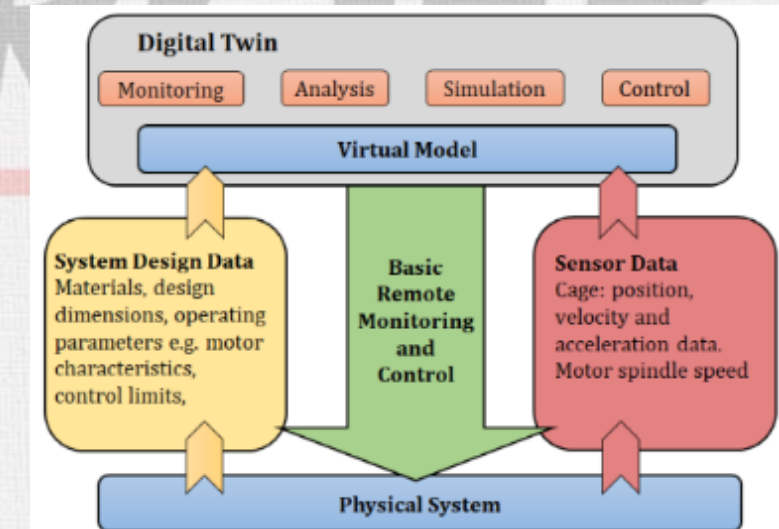 Digital Twin
Monitoring
Analysis
Simulation
Control
Virtual Model
System Design Data
Materials, design
dimensions, operating
parameters e.g. motor
characteristics,
control limits,
Basic
Remote
Monitoring
and
Control
Sensor Data
Cage: position,
velocity and
acceleration data.
Motor spindle speed
Physical System